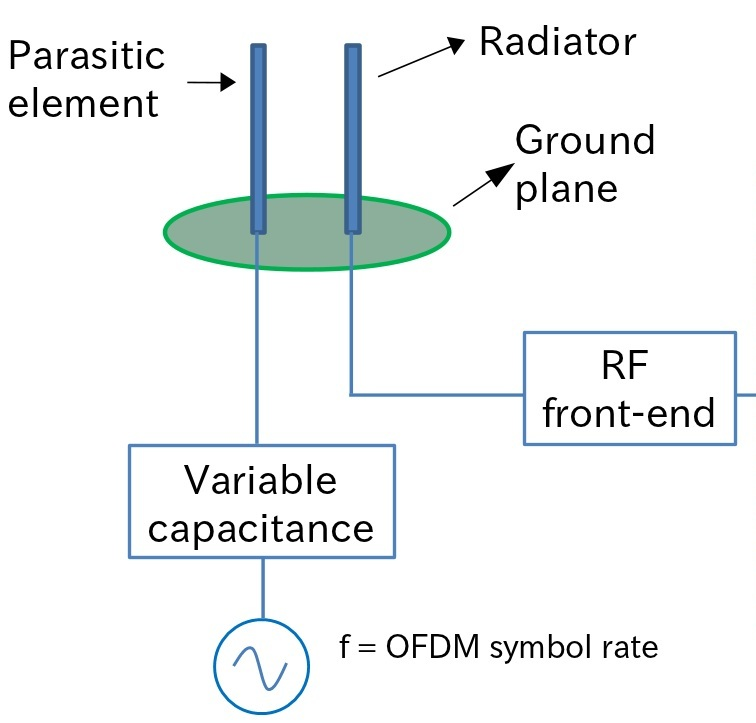 Parasitic
element
Radiator
Ground
plane
RF
front-end
Variable
capacitance
f = OFDM symbol rate